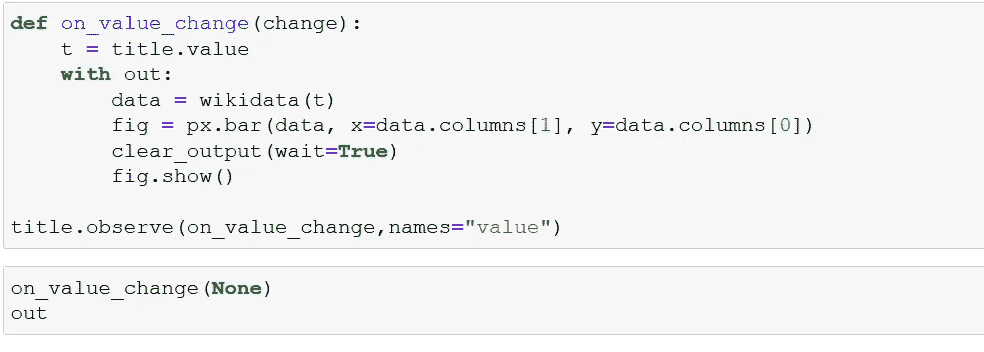 def on_value_change(change):
    t = title.value
    with out:
        data = wikidata(t)
        fig = px.bar(data, x=data.columns[1], y=data.columns[0])
        clear_output(wait=True)
        fig.show()

title.observe(on_value_change,names="value")
on_value_change(None)
out